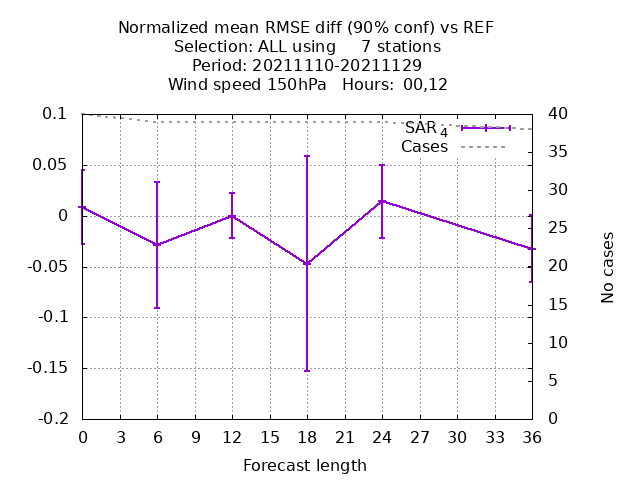 Normalized mean RMSE diff (90% conf) vs REF
Selection: ALL using     7 stations
Period: 20211110-20211129
Wind speed 150hPa   Hours:  00,12
0.1
0.05
0
-0.05
-0.1
-0.15
-0.2
40
35
30
25
20
15
10
5
0
SAR 4
Cases
No cases
0 3 6 9 12 15 18 21 24 27 30 33 36
Forecast length